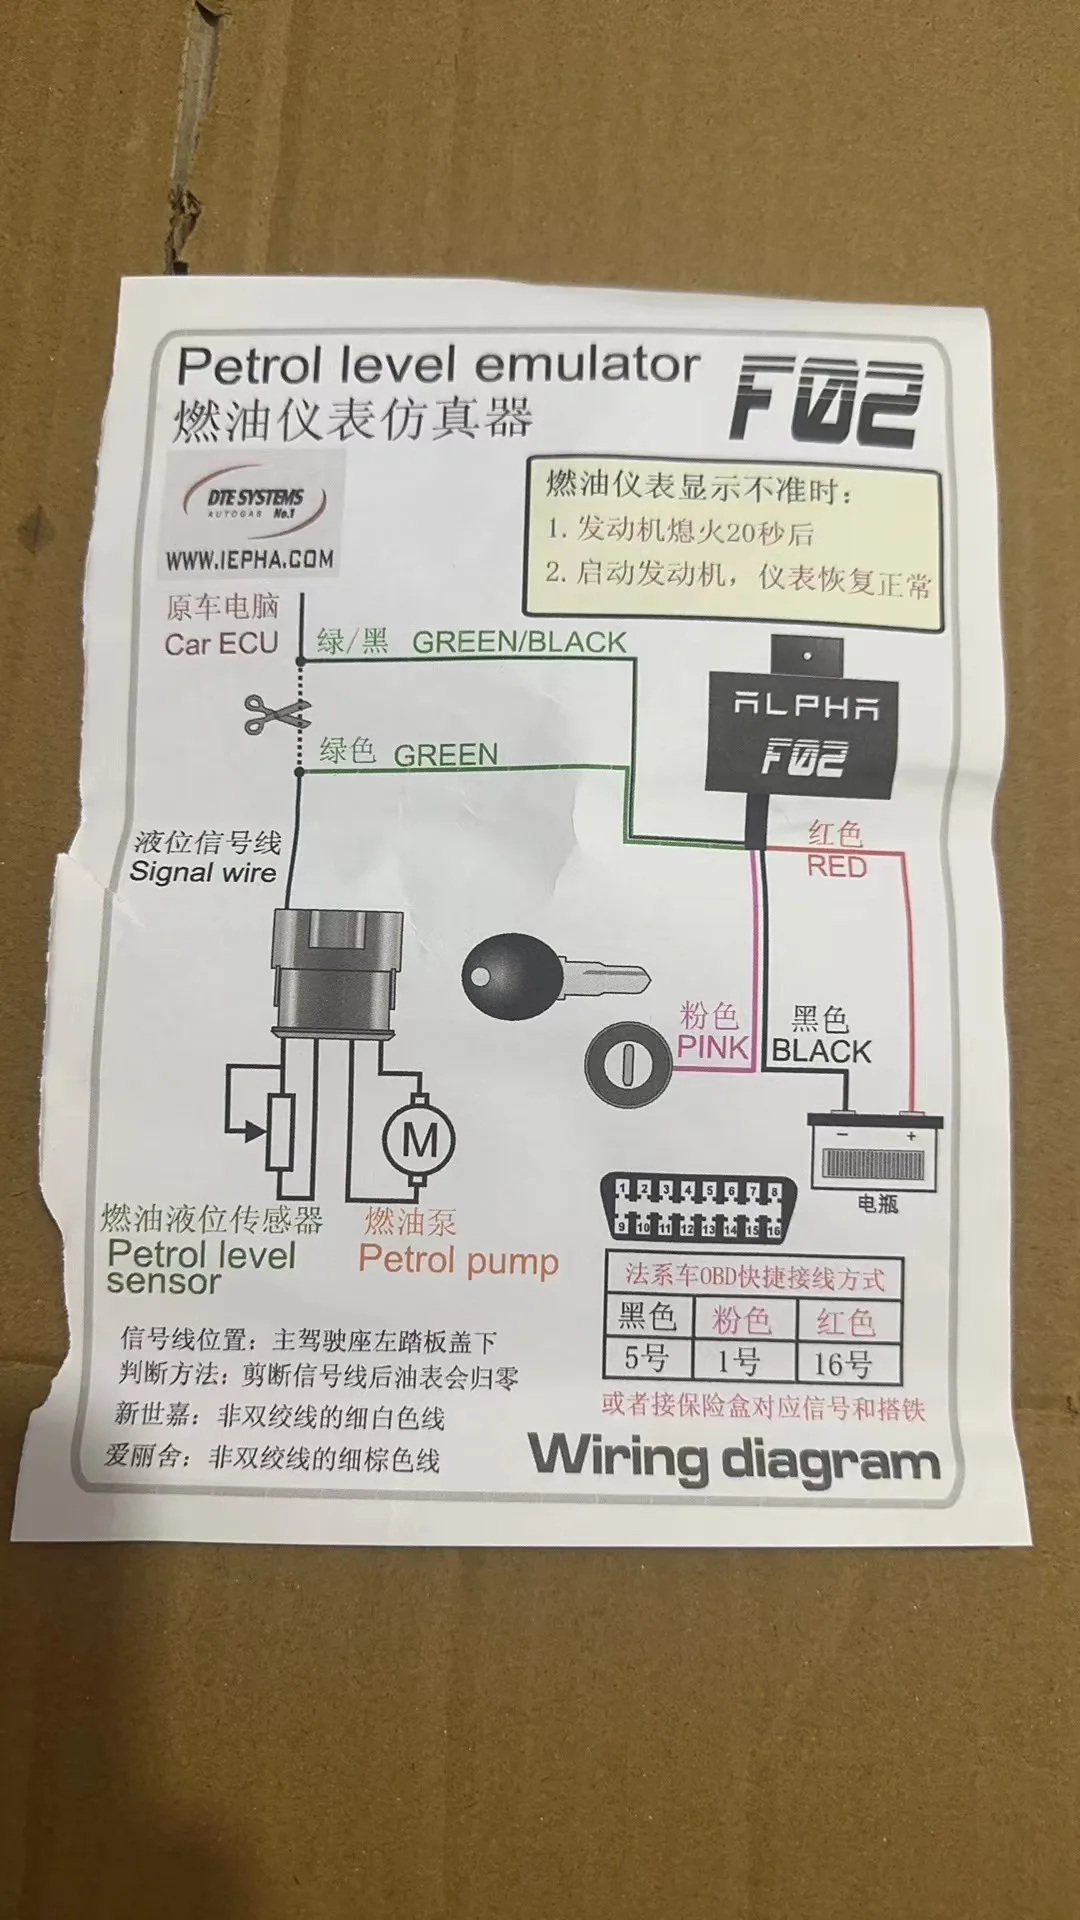 Petrol level emulator
燃油仪表仿真器
F02
DTE SYSTEMS
AUTOGAS No.1
WWW.IEPHA.COM
燃油仪表显示不准时：
1. 发动机熄火20秒后
2. 启动发动机，仪表恢复正常
原车电脑
Car ECU
绿/黑 GREEN/BLACK
绿色 GREEN
ALPHA
F02
液位信号线
Signal wire
红色
RED
粉色
PINK
黑色
BLACK
M
- +
电瓶
燃油液位传感器
Petrol level
sensor
燃油泵
Petrol pump
1 2 3 4 5 6 7 8
9 10 11 12 13 14 15 16
法系车OBD快捷接线方式
黑色 粉色 红色
5号 1号 16号
或者接保险盒对应信号和搭铁
信号线位置：主驾驶座左踏板盖下
判断方法：剪断信号线后油表会归零
新世嘉：非双绞线的细白色线
爱丽舍：非双绞线的细棕色线
Wiring diagram